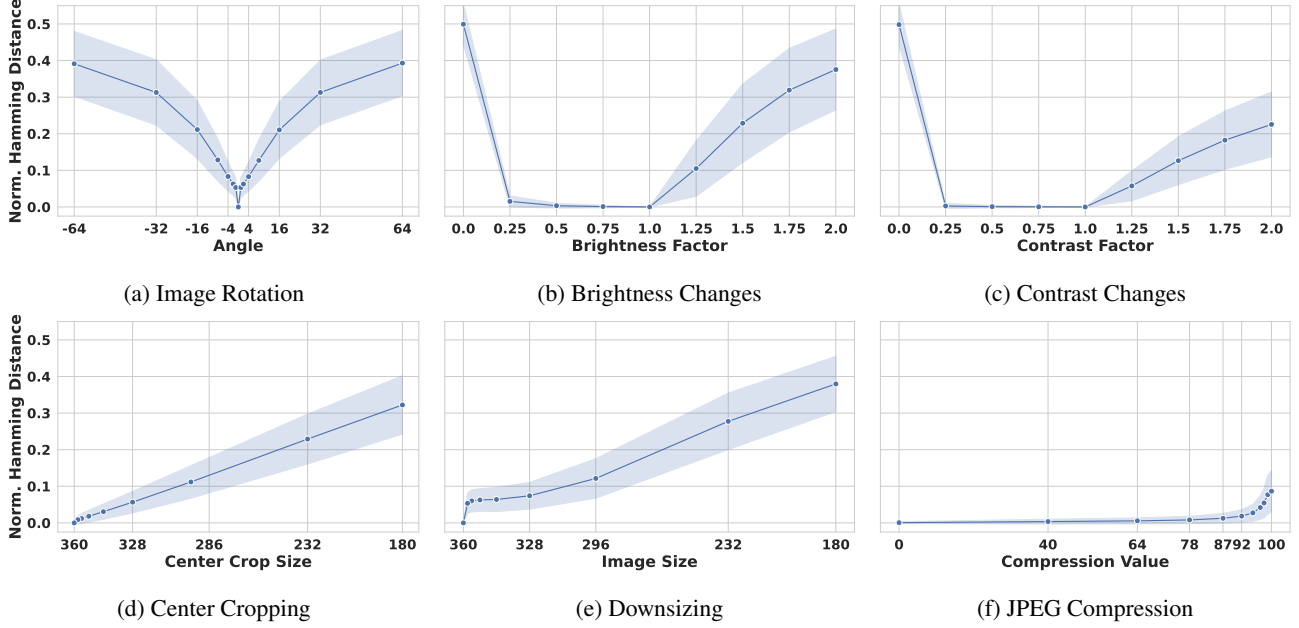 Norm. Hamming Distance
0.5
0.4
0.3
0.2
0.1
0.0
-64 -32 -16 -4 4 16 32 64
Angle
0.0 0.25 0.5 0.75 1.0 1.25 1.5 1.75 2.0
Brightness Factor
0.0 0.25 0.5 0.75 1.0 1.25 1.5 1.75 2.0
Contrast Factor
(a) Image Rotation
(b) Brightness Changes
(c) Contrast Changes
Norm. Hamming Distance
0.5
0.4
0.3
0.2
0.1
0.0
360 328 286 232 180
Center Crop Size
360 328 296 232 180
Image Size
0 40 64 78 87 92 100
Compression Value
(d) Center Cropping
(e) Downsizing
(f) JPEG Compression